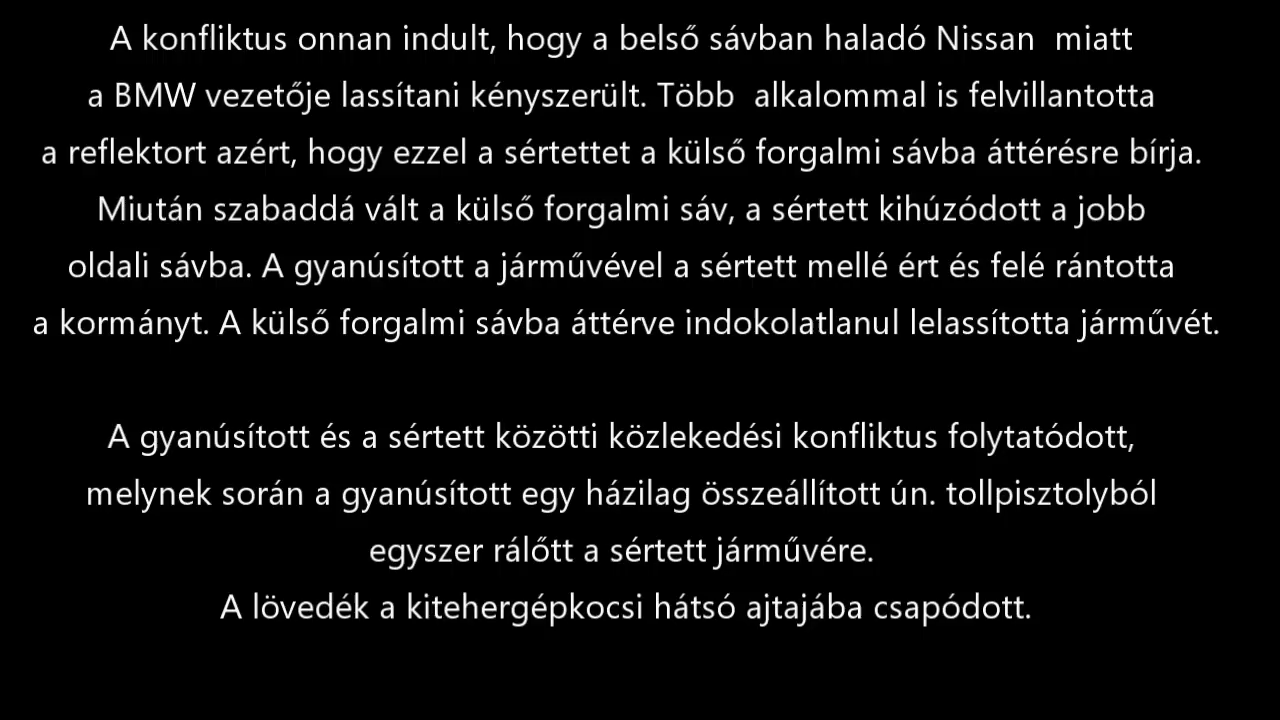 A konfliktus onnan indult, hogy a belső sávban haladó Nissan  miatt
a BMW vezetője lassítani kényszerült. Több  alkalommal is felvillantotta
a reflektort azért, hogy ezzel a sértettet a külső forgalmi sávba áttérésre bírja.
Miután szabaddá vált a külső forgalmi sáv, a sértett kihúzódott a jobb
oldali sávba. A gyanúsított a járművével a sértett mellé ért és felé rántotta
a kormányt. A külső forgalmi sávba áttérve indokolatlanul lelassította járművét.
A gyanúsított és a sértett közötti közlekedési konfliktus folytatódott,
melynek során a gyanúsított egy házilag összeállított ún. tollpisztolyból
egyszer rálőtt a sértett járművére.
A lövedék a kitehergépkocsi hátsó ajtajába csapódott.